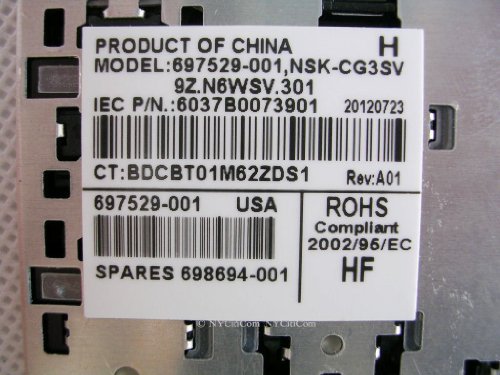 PRODUCT OF CHINA H
MODEL:697529-001,NSK-CG3SV
9Z.N6WSV.301
IEC P/N.:6037B0073901 20120723
CT:BDCBT01M62ZDS1 Rev:A01
697529-001 USA
SPARES 698694-001
ROHS
Compliant
2002/95/EC
HF
© NYCitiCom NYCitiCom